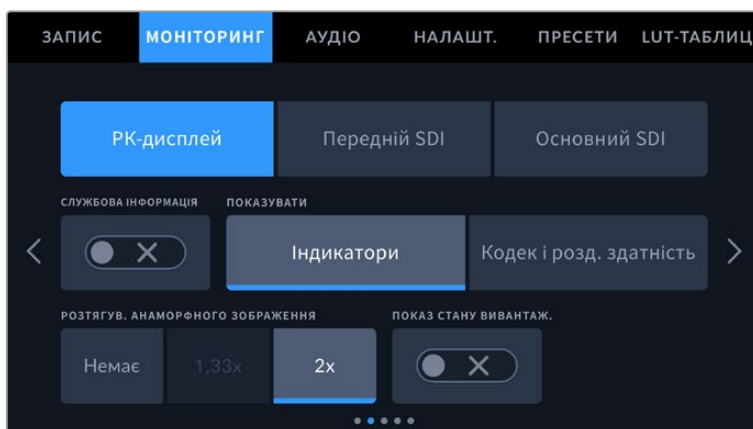 ЗАПИС МОНІТОРИНГ АУДІО НАЛАШТ. ПРЕСЕТИ LUT-ТАБЛИЦ
РК-дисплей Передній SDI Основний SDI
СЛУЖБОВА ІНФОРМАЦІЯ ПОКАЗУВАТИ
Індикатори Кодек і розд. здатність
РОЗТЯГУВ. АНАМОРФНОГО ЗОБРАЖЕННЯ ПОКАЗ СТАНУ ВИВАНТАЖ.
Немає 1,33x 2x